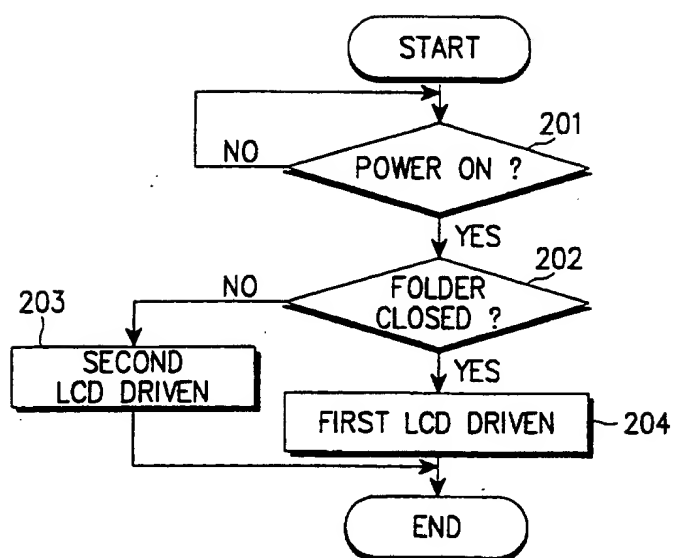 START
201
NO
POWER ON ?
YES
202
NO
FOLDER
CLOSED ?
203
SECOND
LCD DRIVEN
YES
FIRST LCD DRIVEN
204
END